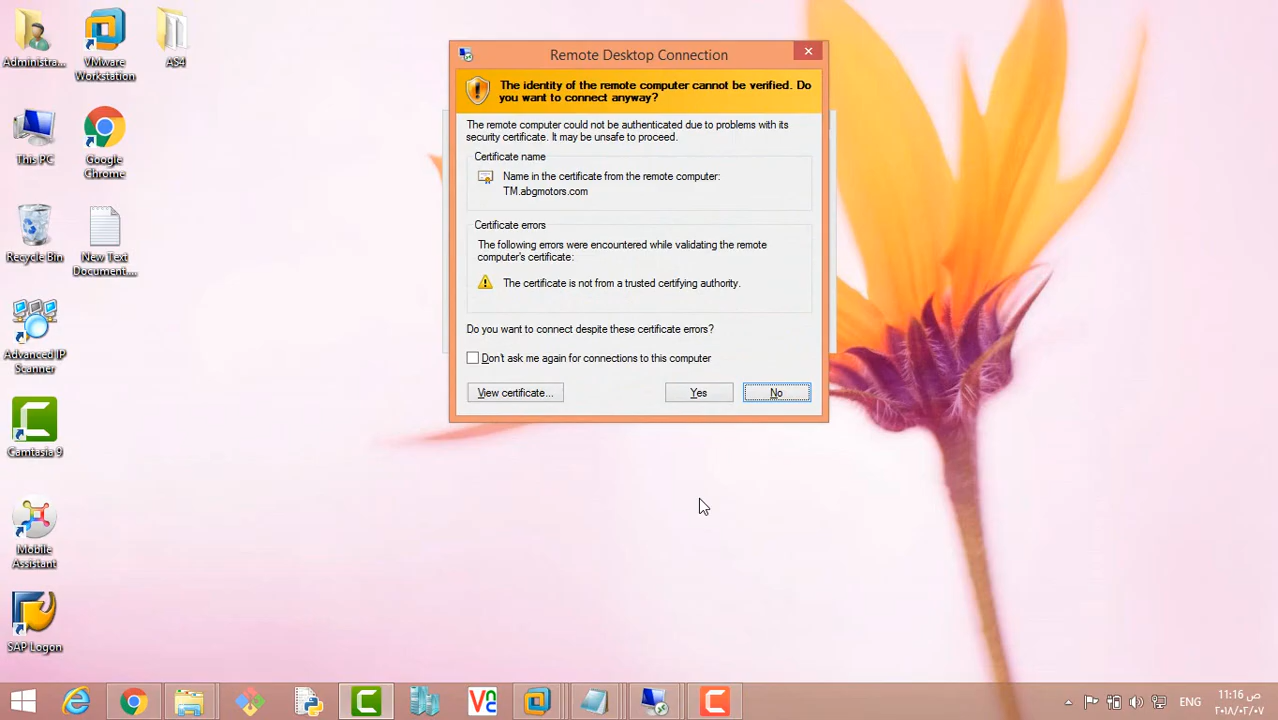 Administra...
VMware Workstation
AS4
This PC
Google Chrome
Recycle Bin
New Text Document....
Advanced IP Scanner
Camtasia 9
Mobile Assistant
SAP Logon
Remote Desktop Connection
The identity of the remote computer cannot be verified. Do
you want to connect anyway?
The remote computer could not be authenticated due to problems with its
security certificate. It may be unsafe to proceed.
Certificate name
Name in the certificate from the remote computer:
TM.abgmotors.com
Certificate errors
The following errors were encountered while validating the remote
computer's certificate:
The certificate is not from a trusted certifying authority.
Do you want to connect despite these certificate errors?
Don't ask me again for connections to this computer
View certificate...
Yes
No
ENG
11:16 ص
٢٠١٨/٠٢/٠٧